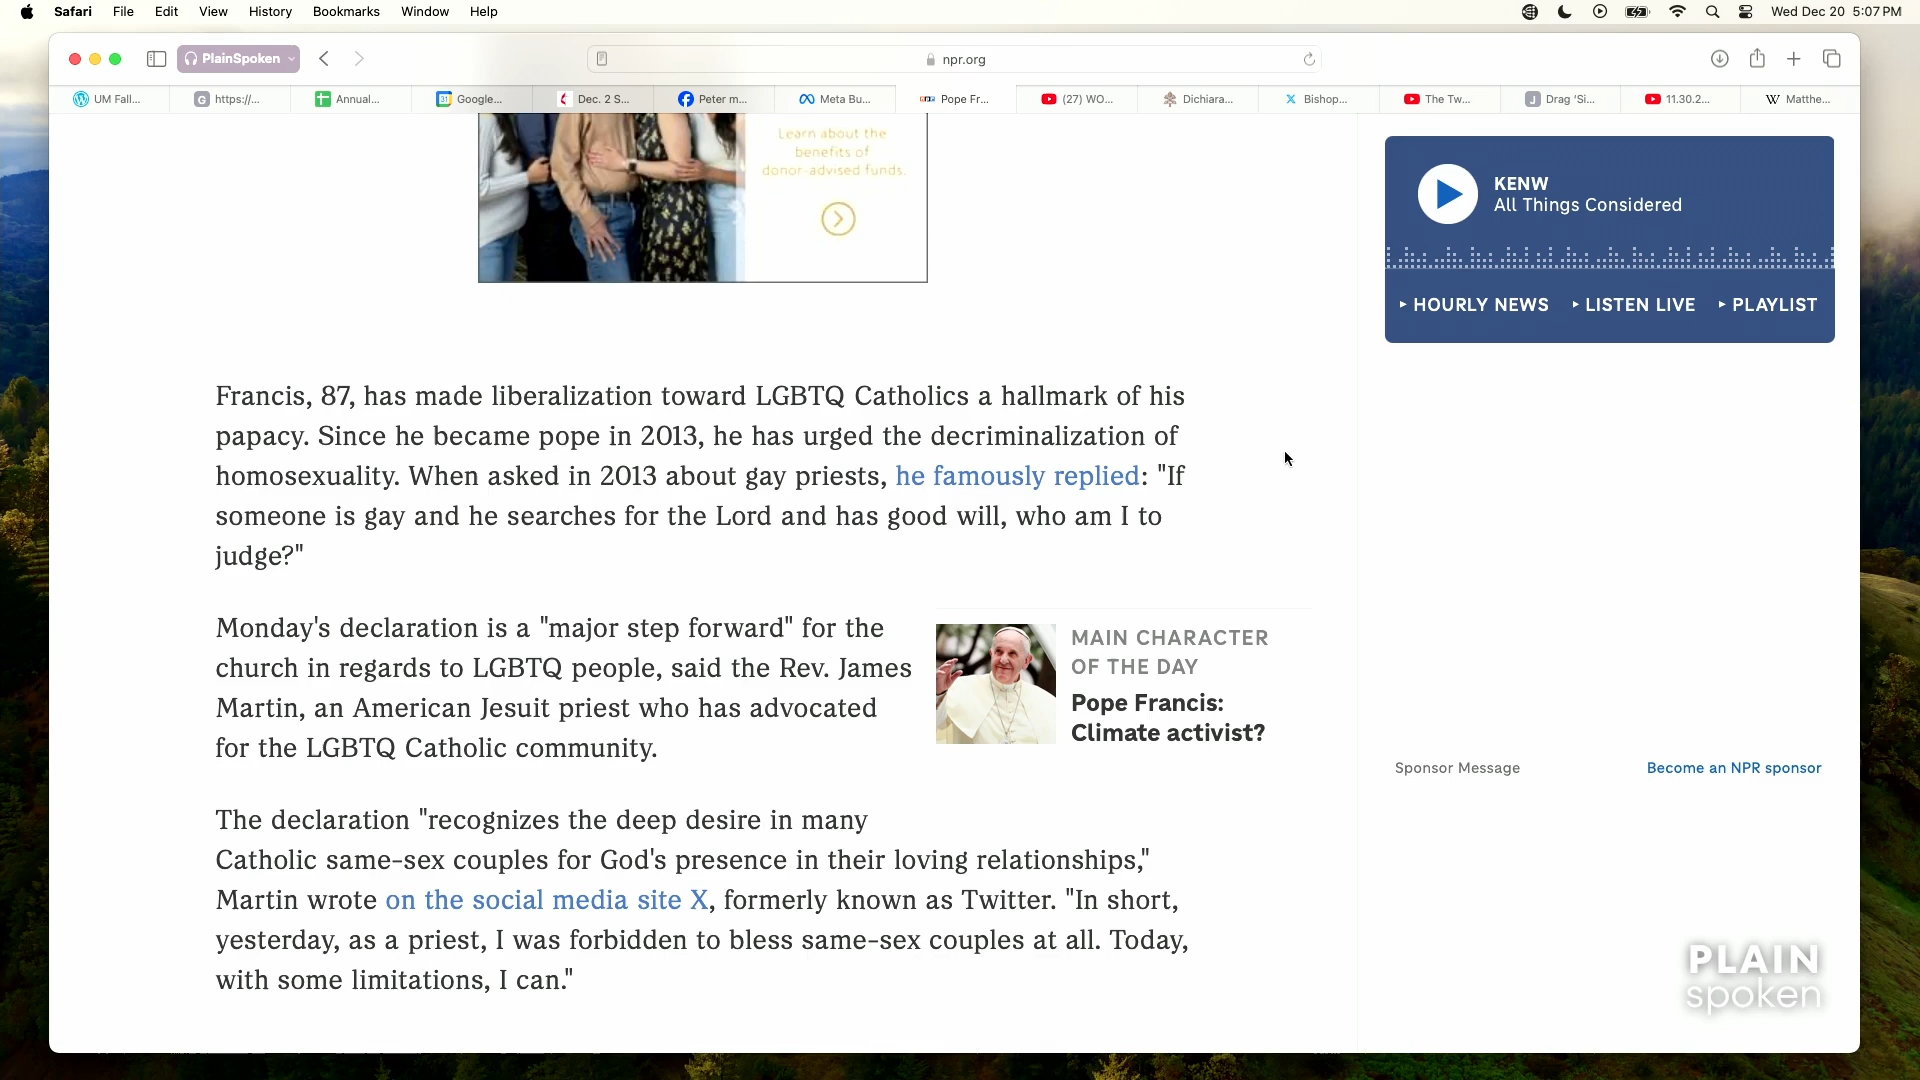 Safari File Edit View History Bookmarks Window Help
Wed Dec 20 5:07 PM
PlainSpoken
npr.org
UM Fall...
https://...
Annual...
Google...
Dec. 2 S...
Peter m...
Meta Bu...
Pope Fr...
(27) WO...
Dichiara...
Bishop...
The Tw...
Drag 'Si...
11.30.2...
Matthe...
Learn about the
benefits of
donor-advised funds.
KENW
All Things Considered
HOURLY NEWS LISTEN LIVE PLAYLIST
Francis, 87, has made liberalization toward LGBTQ Catholics a hallmark of his
papacy. Since he became pope in 2013, he has urged the decriminalization of
homosexuality. When asked in 2013 about gay priests, he famously replied: "If
someone is gay and he searches for the Lord and has good will, who am I to
judge?"
Monday's declaration is a "major step forward" for the
church in regards to LGBTQ people, said the Rev. James
Martin, an American Jesuit priest who has advocated
for the LGBTQ Catholic community.
MAIN CHARACTER
OF THE DAY
Pope Francis:
Climate activist?
Sponsor Message
Become an NPR sponsor
The declaration "recognizes the deep desire in many
Catholic same-sex couples for God's presence in their loving relationships,"
Martin wrote on the social media site X, formerly known as Twitter. "In short,
yesterday, as a priest, I was forbidden to bless same-sex couples at all. Today,
with some limitations, I can."
PLAIN
spoken